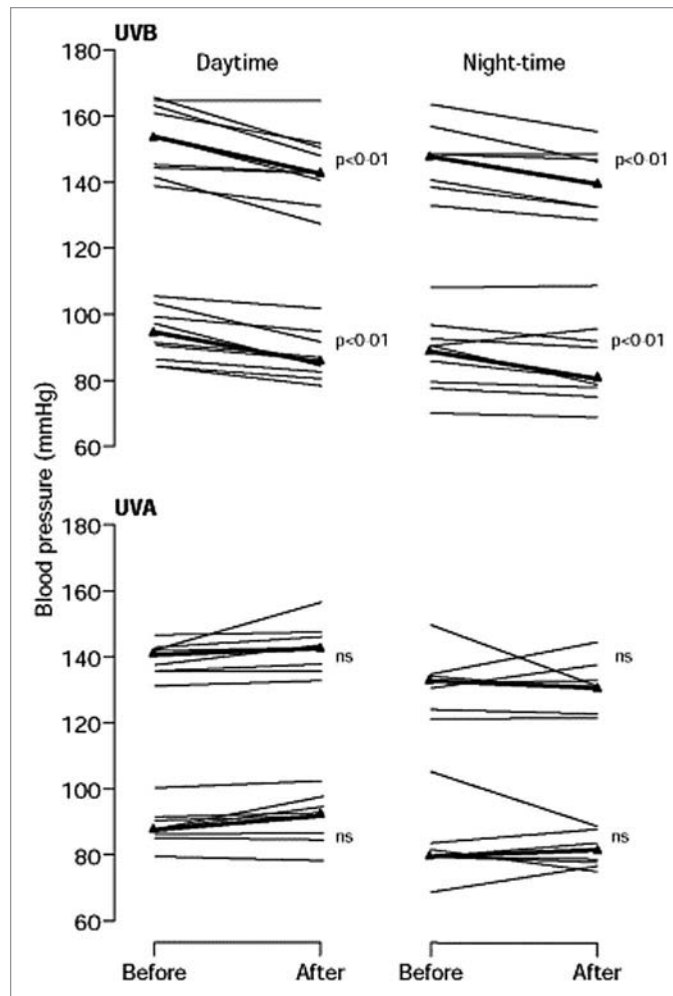 UVB
Daytime Night-time
180
160
p<0·01 p<0·01
140
120
100
p<0·01 p<0·01
80
60
Blood pressure (mmHg)
UVA
180
160
140
ns ns
120
100
80
ns ns
60
Before After Before After